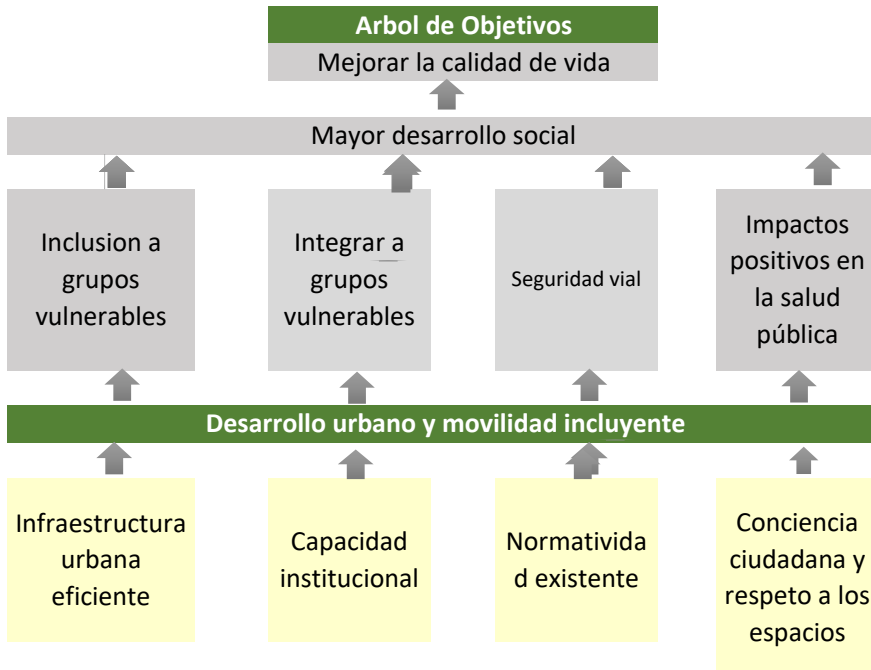 Arbol de Objetivos
Mejorar la calidad de vida
Mayor desarrollo social
Inclusion a
grupos
vulnerables
Integrar a
grupos
vulnerables
Seguridad vial
Impactos
positivos en
la salud
pública
Desarrollo urbano y movilidad incluyente
Infraestructura
urbana
eficiente
Capacidad
institucional
Normativida
d existente
Conciencia
ciudadana y
respeto a los
espacios